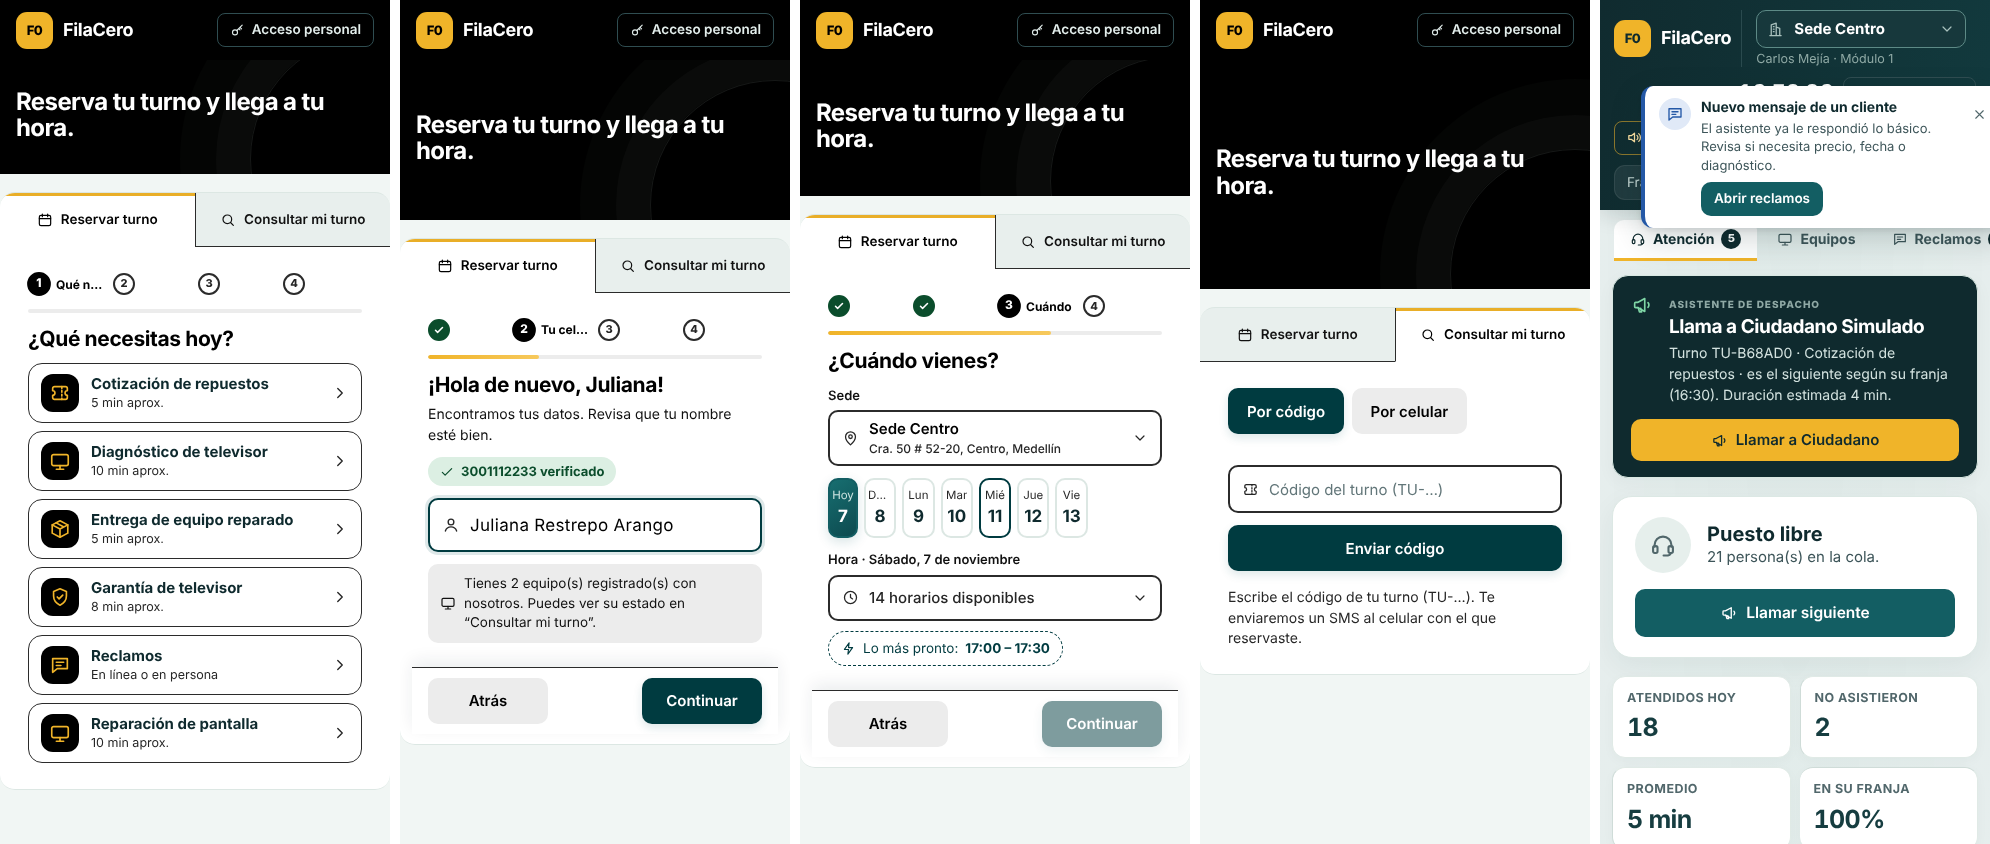 F0 FilaCero
Acceso personal
Reserva tu turno y llega a tu
hora.
Reservar turno
Consultar mi turno
1 Qué n... 2 3 4
¿Qué necesitas hoy?
Cotización de repuestos
5 min aprox.
Diagnóstico de televisor
10 min aprox.
Entrega de equipo reparado
5 min aprox.
Garantía de televisor
8 min aprox.
Reclamos
En línea o en persona
Reparación de pantalla
10 min aprox.
F0 FilaCero
Acceso personal
Reserva tu turno y llega a tu
hora.
Reservar turno
Consultar mi turno
2 Tu cel... 3 4
¡Hola de nuevo, Juliana!
Encontramos tus datos. Revisa que tu nombre
esté bien.
3001112233 verificado
Juliana Restrepo Arango
Tienes 2 equipo(s) registrado(s) con
nosotros. Puedes ver su estado en
“Consultar mi turno”.
Atrás
Continuar
F0 FilaCero
Acceso personal
Reserva tu turno y llega a tu
hora.
Reservar turno
Consultar mi turno
3 Cuándo 4
¿Cuándo vienes?
Sede
Sede Centro
Cra. 50 # 52-20, Centro, Medellín
Hoy D... Lun Mar Mié Jue Vie
7 8 9 10 11 12 13
Hora · Sábado, 7 de noviembre
14 horarios disponibles
Lo más pronto: 17:00 – 17:30
Atrás
Continuar
F0 FilaCero
Acceso personal
Reserva tu turno y llega a tu
hora.
Reservar turno
Consultar mi turno
Por código
Por celular
Código del turno (TU-...)
Enviar código
Escribe el código de tu turno (TU-...). Te
enviaremos un SMS al celular con el que
reservaste.
F0 FilaCero
Sede Centro
Carlos Mejía · Módulo 1
Nuevo mensaje de un cliente
El asistente ya le respondió lo básico.
Revisa si necesita precio, fecha o
diagnóstico.
Abrir reclamos
Atención 5
Equipos
Reclamos
ASISTENTE DE DESPACHO
Llama a Ciudadano Simulado
Turno TU-B68AD0 · Cotización de
repuestos · es el siguiente según su franja
(16:30). Duración estimada 4 min.
Llamar a Ciudadano
Puesto libre
21 persona(s) en la cola.
Llamar siguiente
ATENDIDOS HOY
18
NO ASISTIERON
2
PROMEDIO
5 min
EN SU FRANJA
100%